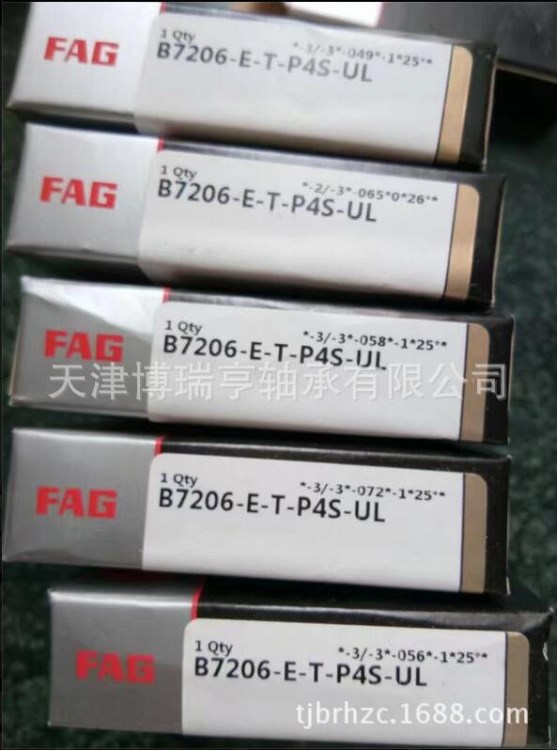 FAG
1 Qty
*-3/-3*-049*-1*25°*
B7206-E-T-P4S-UL
FAG
1 Qty
*-2/-3*-065*0*26°*
B7206-E-T-P4S-UL
FAG
1 Qty
*-3/-3*-058*-1*25°*
B7206-E-T-P4S-UL
天津博瑞亨轴承有限公司
FAG
1 Qty
*-3/-3*-072*-1*25°*
B7206-E-T-P4S-UL
FAG
1 Qty
*-3/-3*-056*-1*25°*
B7206-E-T-P4S-UL
tjbrhzc.1688.com